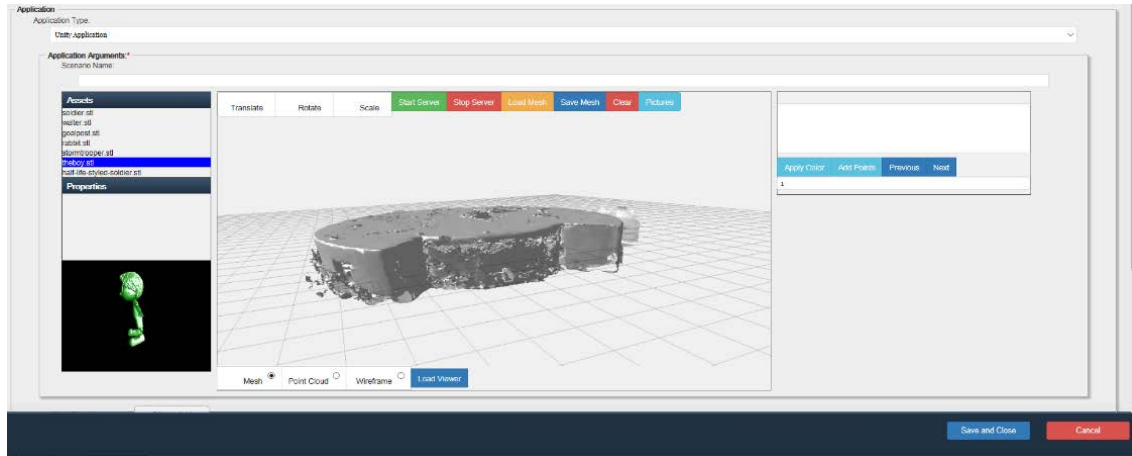 Application
Application Type:
Unity Application
Application Arguments:*
Scenario Name:
Assets
soldier.stl
walter.stl
goalpost.stl
rabbit.stl
stormtrooper.stl
theboy.stl
half-life-styled-soldier.stl
Properties
Translate Rotate Scale Start Server Stop Server Load Mesh Save Mesh Clear Pictures
Mesh Point Cloud Wireframe Load Viewer
Apply Color Add Points Previous Next
1
Save and Close Cancel